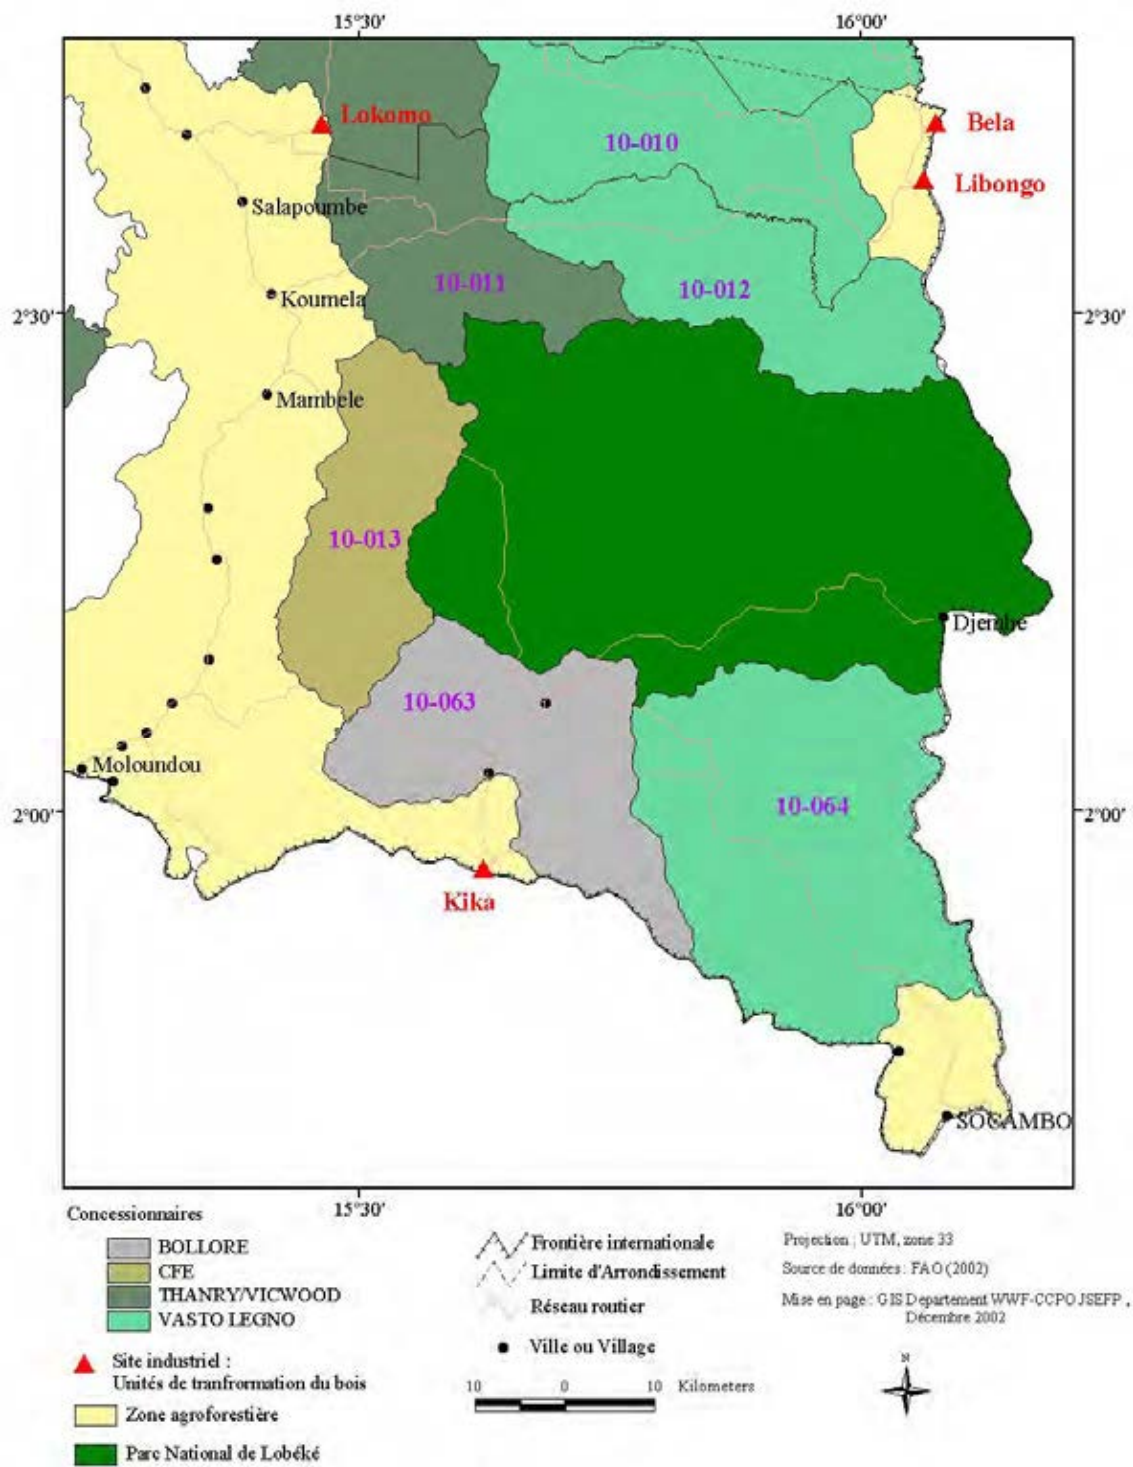 15°30' 16°00'
Lokomo
Bela
10-010
Libongo
Salapoumbe
10-011
10-012
Koumela
2°30' 2°30'
Mambele
10-013
Djembe
10-063
Moloundou
10-064
2°00' 2°00'
Kika
SOCAMBO
15°30' 16°00'
Concessionnaires
BOLLORE
CFE
THANRY/VICWOOD
VASTO LEGNO
Site industriel :
Unités de tranformation du bois
Zone agroforestière
Parc National de Lobéké
Frontière internationale
Limite d'Arrondissement
Réseau routier
Ville ou Village
10 0 10 Kilometers
Projection : UTM, zone 33
Source de données : FAO (2002)
Mise en page : GIS Departement WWF-CCPO JSEFP ,
Décembre 2002
N